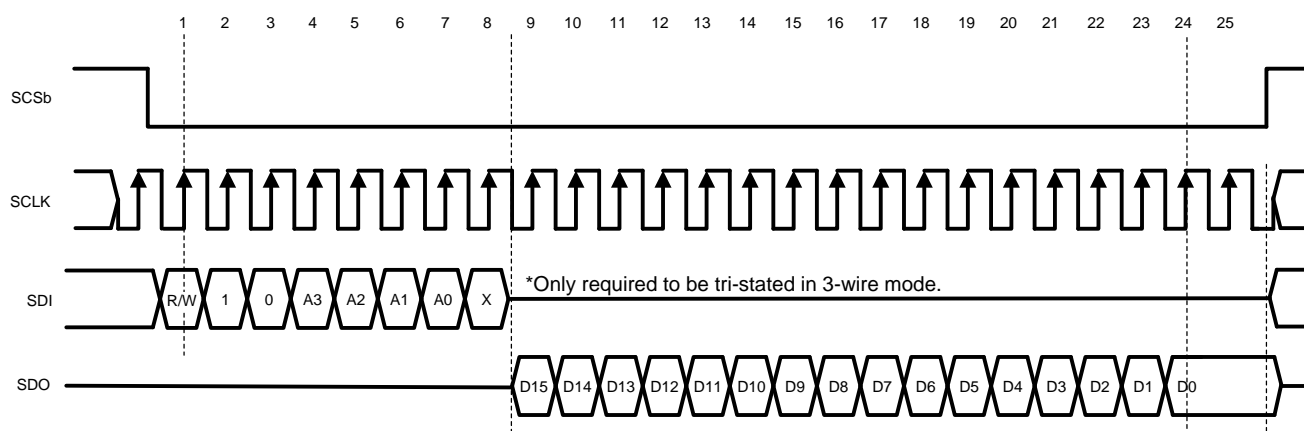 1 2 3 4 5 6 7 8 9 10 11 12 13 14 15 16 17 18 19 20 21 22 23 24 25
SCSb
SCLK
*Only required to be tri-stated in 3-wire mode.
SDI R/W 1 0 A3 A2 A1 A0 X
SDO D15 D14 D13 D12 D11 D10 D9 D8 D7 D6 D5 D4 D3 D2 D1 D0